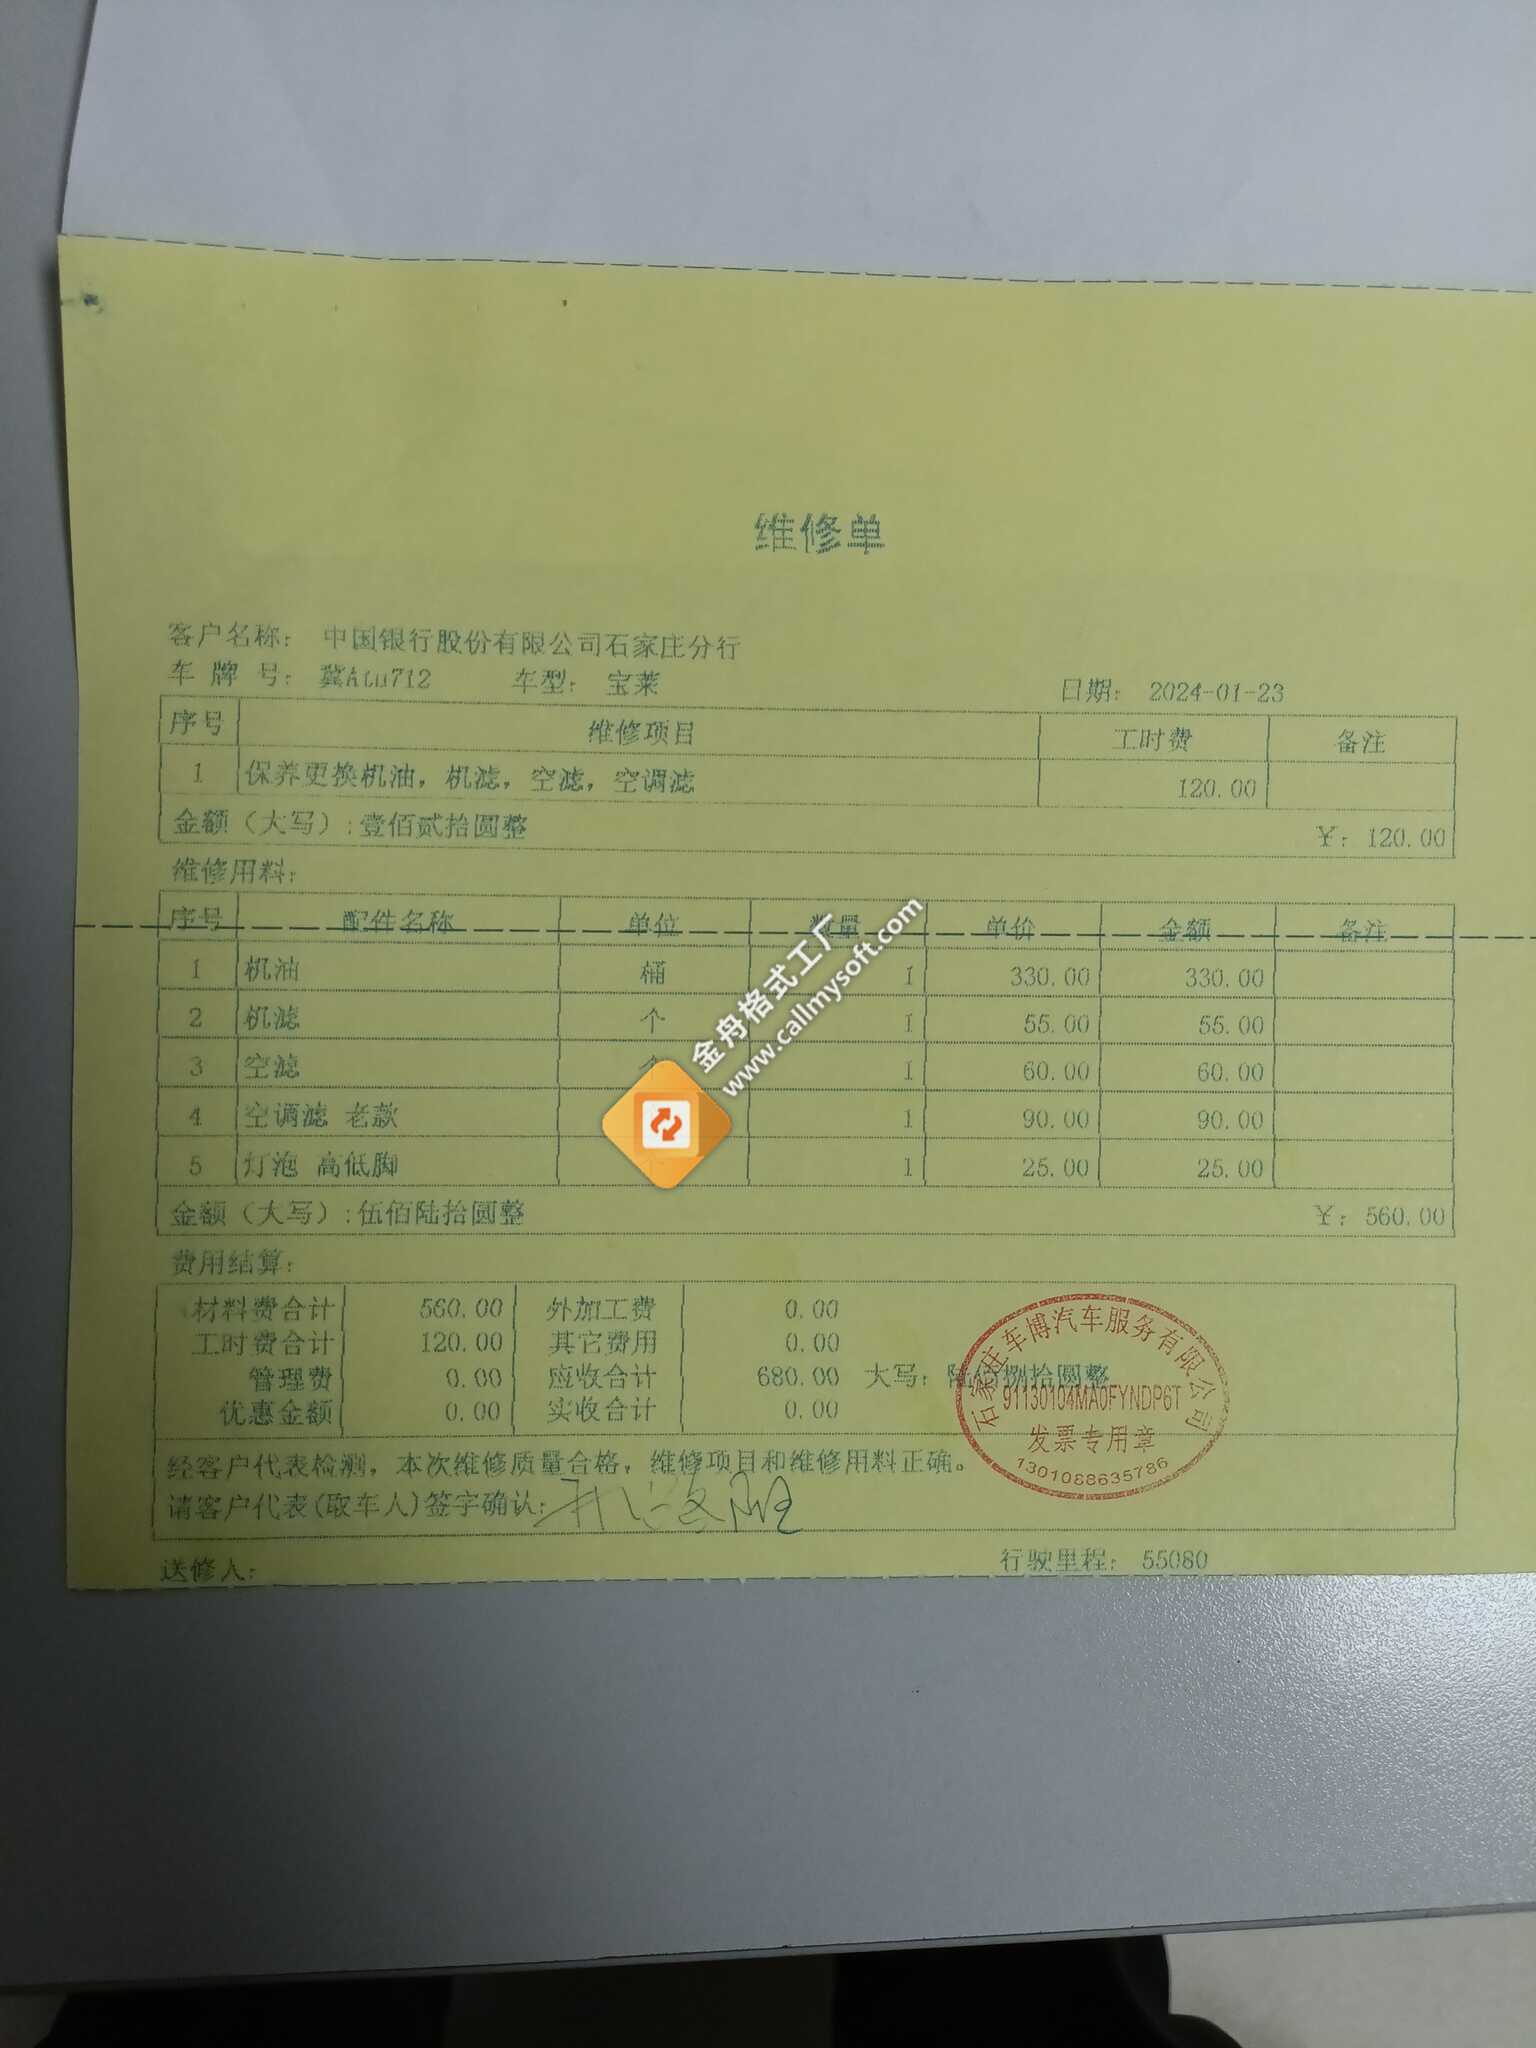 维修单
客户名称： 中国银行股份有限公司石家庄分行
车 牌 号： 冀Atu712 车型： 宝莱 日期： 2024-01-23
序号 维修项目 工时费 备注
1 保养更换机油，机滤，空滤，空调滤 120.00
金额（大写）:壹佰贰拾圆整 ￥：120.00
维修用料：
序号 配件名称 单位 数量 单价 金额 备注
1 机油 桶 1 330.00 330.00
2 机滤 个 1 55.00 55.00
3 空滤 个 1 60.00 60.00
4 空调滤 老款 1 90.00 90.00
5 灯泡 高低脚 1 25.00 25.00
金额（大写）:伍佰陆拾圆整 ￥：560.00
费用结算：
材料费合计 560.00 外加工费 0.00
工时费合计 120.00 其它费用 0.00
管理费 0.00 应收合计 680.00 大写：陆佰捌拾圆整
优惠金额 0.00 实收合计 0.00
经客户代表检测，本次维修质量合格，维修项目和维修用料正确。
请客户代表(取车人)签字确认：
送修人： 行驶里程： 55080
石家庄车博汽车服务有限公司
91130104MA0FYNDP6T
发票专用章
1301088635786
金舟格式工厂
www.callmysoft.com